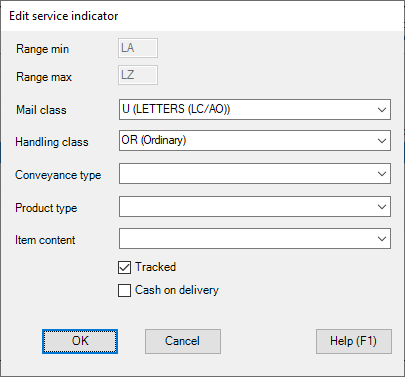 Edit service indicator
Range min LA
Range max LZ
Mail class U (LETTERS (LC/AO))
Handling class OR (Ordinary)
Conveyance type
Product type
Item content
Tracked
Cash on delivery
OK Cancel Help (F1)